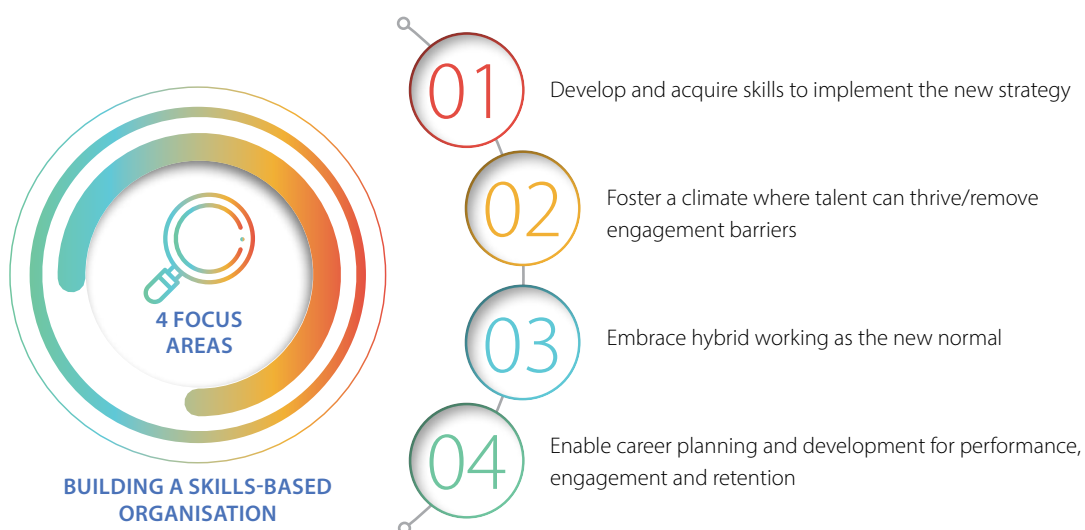 4 FOCUS
AREAS
BUILDING A SKILLS-BASED
ORGANISATION
01
Develop and acquire skills to implement the new strategy
02
Foster a climate where talent can thrive/remove
engagement barriers
03
Embrace hybrid working as the new normal
04
Enable career planning and development for performance,
engagement and retention